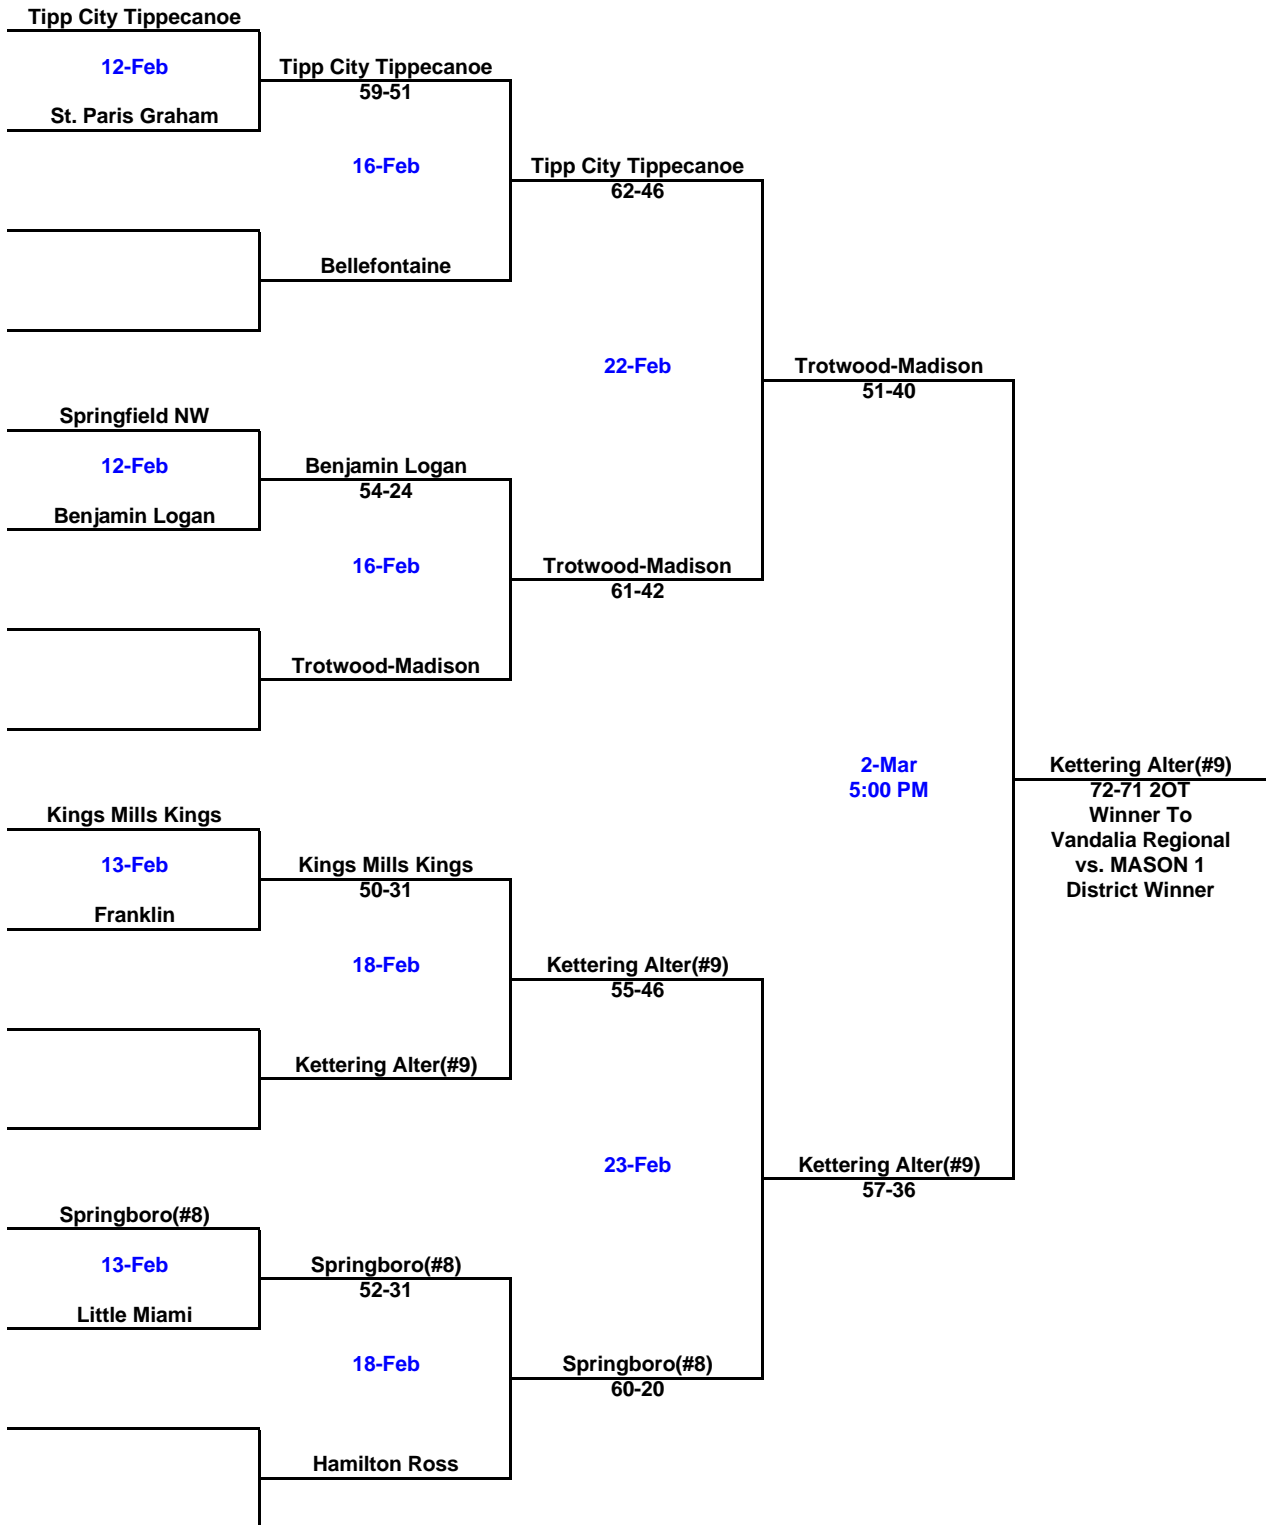 Tipp City Tippecanoe
12-Feb
Tipp City Tippecanoe
59-51
St. Paris Graham
16-Feb
Tipp City Tippecanoe
62-46
Bellefontaine
22-Feb
Trotwood-Madison
51-40
Springfield NW
12-Feb
Benjamin Logan
54-24
Benjamin Logan
16-Feb
Trotwood-Madison
61-42
Trotwood-Madison
2-Mar
5:00 PM
Kettering Alter(#9)
72-71 2OT
Winner To
Vandalia Regional
vs. MASON 1
District Winner
Kings Mills Kings
13-Feb
Kings Mills Kings
50-31
Franklin
18-Feb
Kettering Alter(#9)
55-46
Kettering Alter(#9)
23-Feb
Kettering Alter(#9)
57-36
Springboro(#8)
13-Feb
Springboro(#8)
52-31
Little Miami
18-Feb
Springboro(#8)
60-20
Hamilton Ross